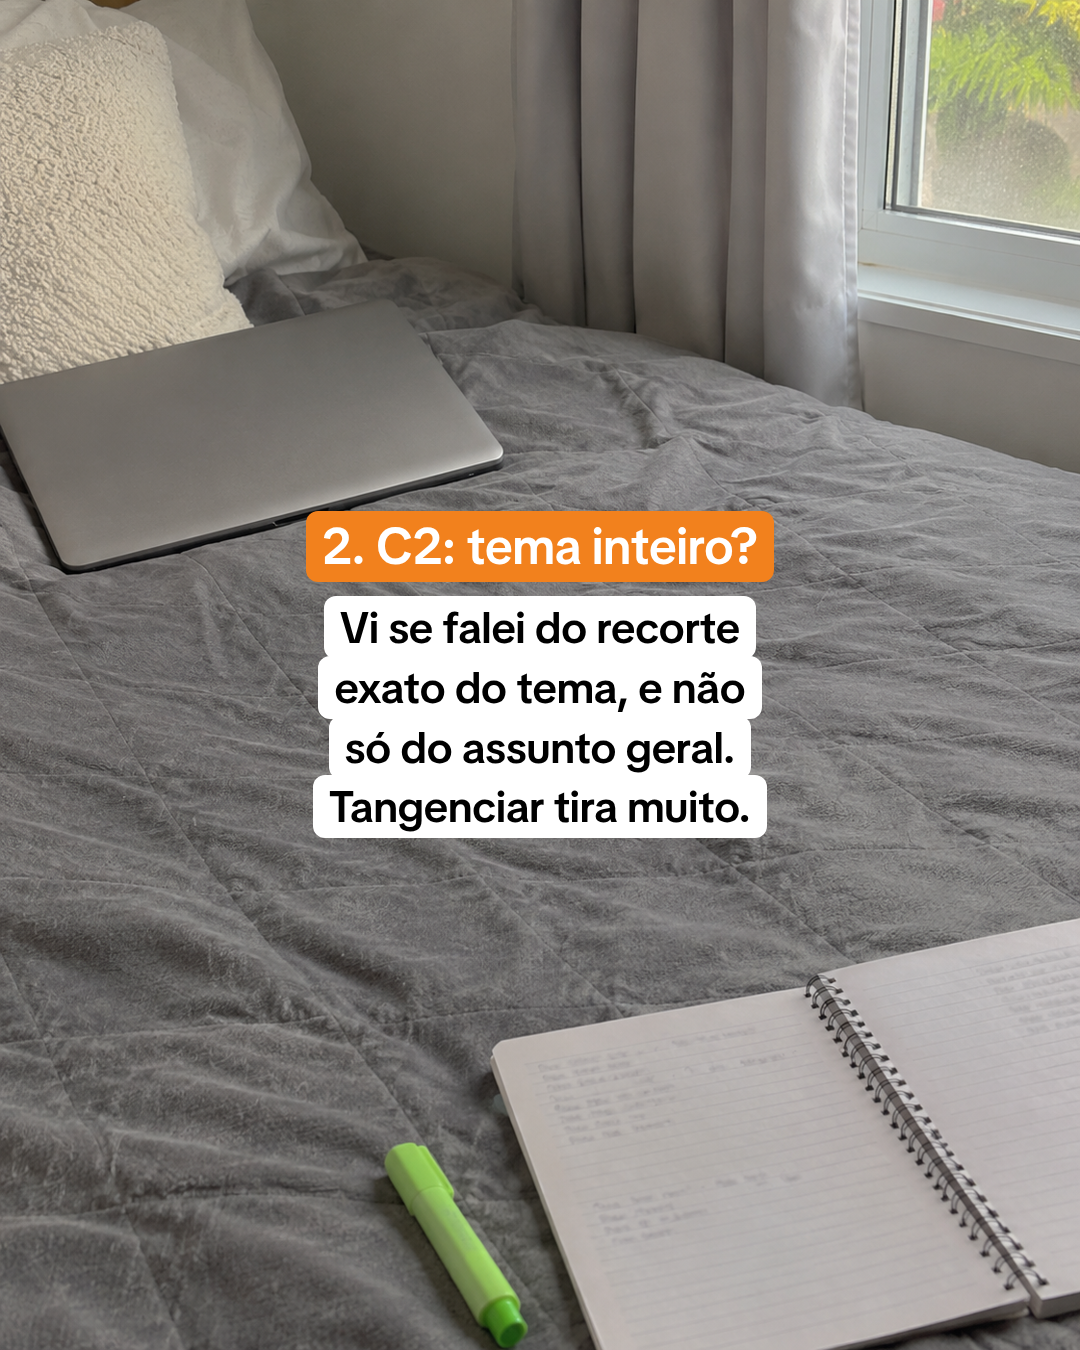 2. C2: tema inteiro?
Vi se falei do recorte
exato do tema, e não
só do assunto geral.
Tangenciar tira muito.